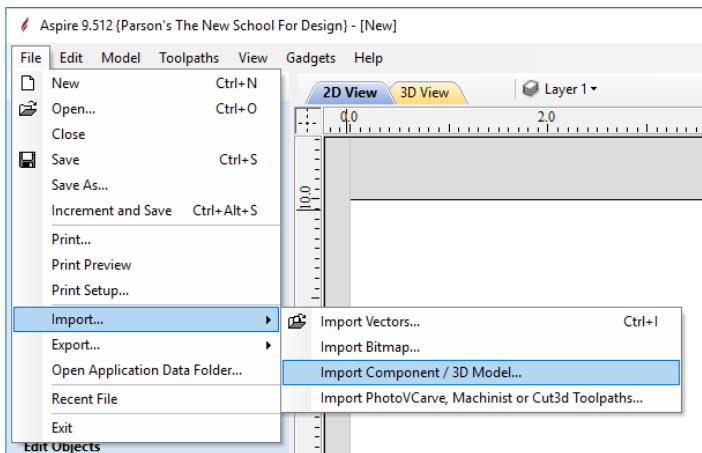 Aspire 9.512 {Parson's The New School For Design} - [New]
File Edit Model Toolpaths View Gadgets Help
New Ctrl+N
Open... Ctrl+O
Close
Save Ctrl+S
Save As...
Increment and Save Ctrl+Alt+S
Print...
Print Preview
Print Setup...
Import...
Export...
Open Application Data Folder...
Recent File
Exit
Edit Objects
2D View 3D View Layer 1
0.0 2.0
10.0
Import Vectors... Ctrl+I
Import Bitmap...
Import Component / 3D Model...
Import PhotoVCarve, Machinist or Cut3d Toolpaths...